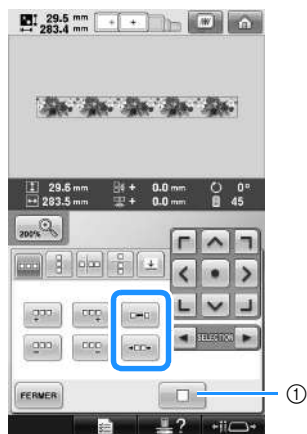 29.5 mm
283.4 mm
29.6 mm + 0.0 mm 0°
283.5 mm + 0.0 mm 45
200%
SELECTION
+ +
- -
FERMER
①
?